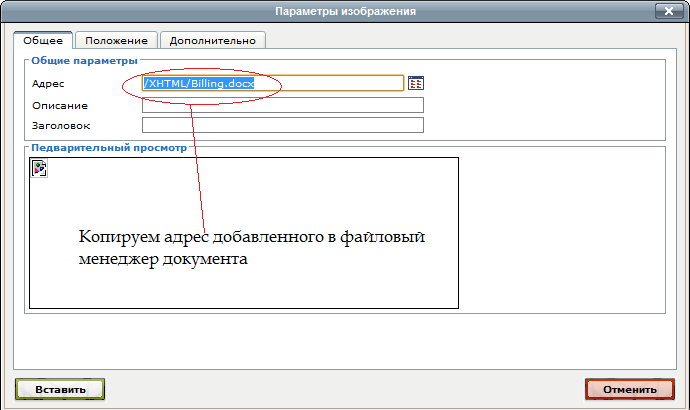 Параметры изображения
Общее Положение Дополнительно
Общие параметры
Адрес /XHTML/Billing.docx
Описание
Заголовок
Педварительный просмотр
Копируем адрес добавленного в файловый
менеджер документа
Вставить Отменить